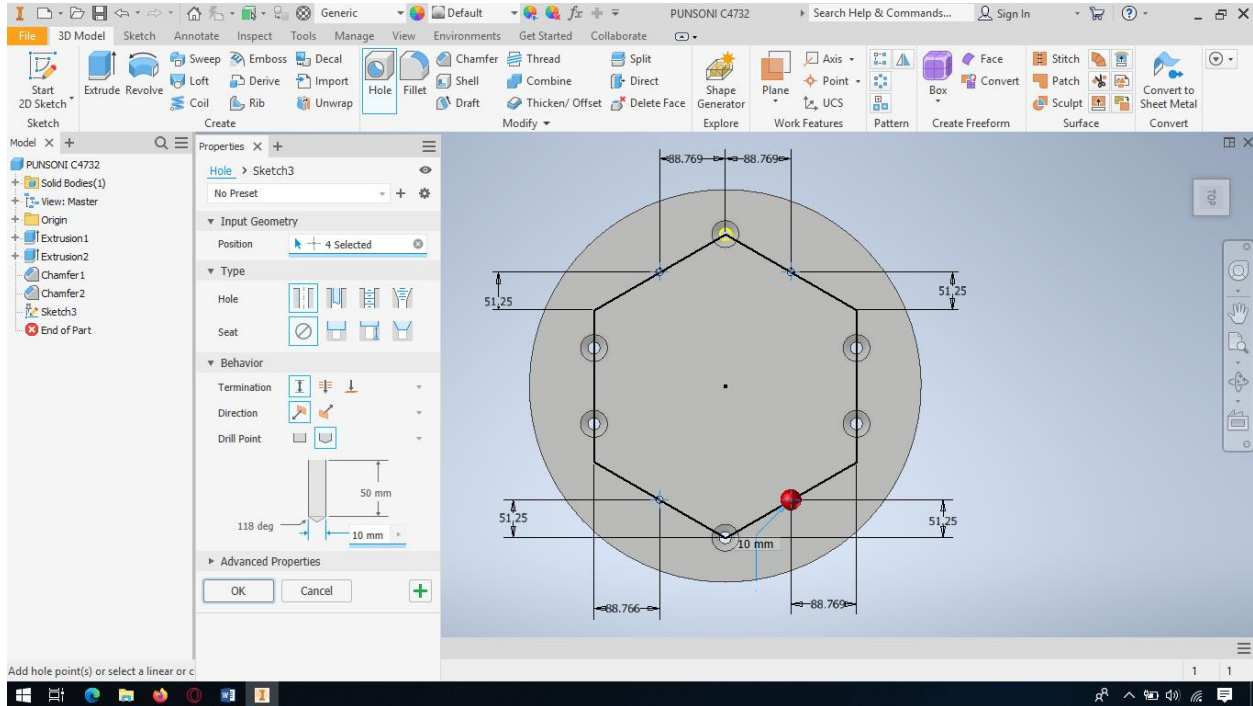 Generic
Default
fx
PUNSONI C4732
Search Help & Commands...
Sign In
File 3D Model Sketch Annotate Inspect Tools Manage View Environments Get Started Collaborate
Start
2D Sketch
Extrude Revolve
Sweep Emboss Decal
Loft Derive Import
Coil Rib Unwrap
Hole Fillet
Chamfer Thread Split
Shell Combine Direct
Draft Thicken/ Offset Delete Face
Shape
Generator
Plane
Axis
Point
UCS
Box
Face
Convert
Stitch
Patch
Sculpt
Convert to
Sheet Metal
Sketch Create Modify Explore Work Features Pattern Create Freeform Surface Convert
Model
PUNSONI C4732
Solid Bodies(1)
View: Master
Origin
Extrusion1
Extrusion2
Chamfer1
Chamfer2
Sketch3
End of Part
Properties
Hole > Sketch3
No Preset
Input Geometry
Position 4 Selected
Type
Hole
Seat
Behavior
Termination
Direction
Drill Point
50 mm
118 deg
10 mm
Advanced Properties
OK Cancel
88.769 88.769
TOP
51,25 51,25
51,25 51,25
10 mm
88.766 88.769
Add hole point(s) or select a linear or c
1 1